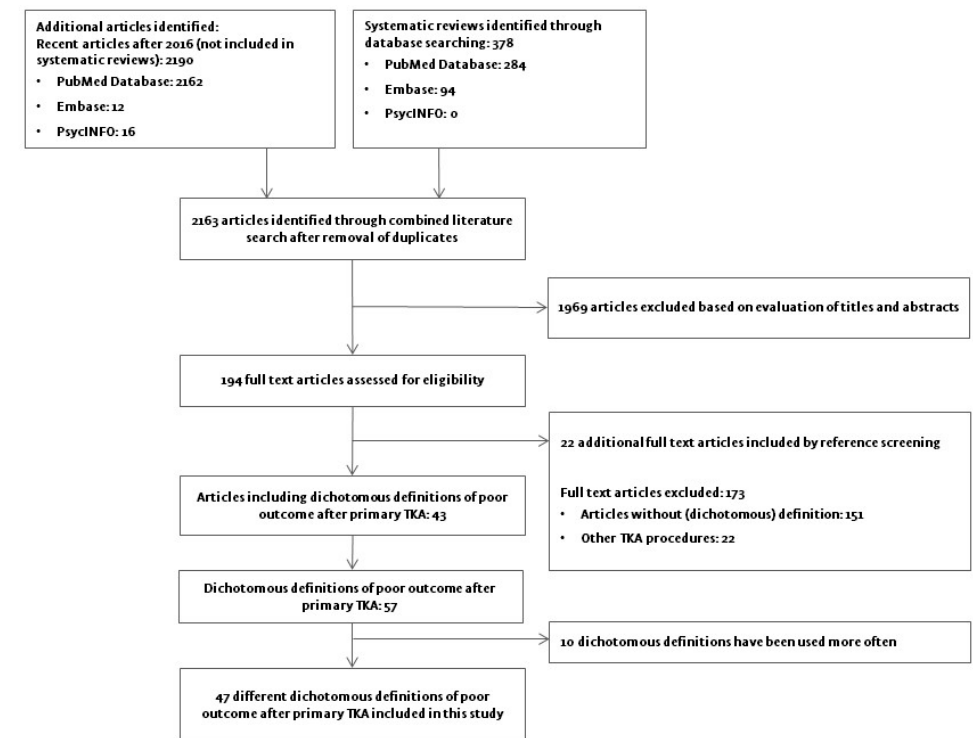 Additional articles identified:
Recent articles after 2016 (not included in
systematic reviews): 2190
• PubMed Database: 2162
• Embase: 12
• PsycINFO: 16
Systematic reviews identified through
database searching: 378
• PubMed Database: 284
• Embase: 94
• PsycINFO: 0
2163 articles identified through combined literature
search after removal of duplicates
1969 articles excluded based on evaluation of titles and abstracts
194 full text articles assessed for eligibility
22 additional full text articles included by reference screening
Full text articles excluded: 173
• Articles without (dichotomous) definition: 151
• Other TKA procedures: 22
Articles including dichotomous definitions of poor
outcome after primary TKA: 43
Dichotomous definitions of poor outcome after
primary TKA: 57
10 dichotomous definitions have been used more often
47 different dichotomous definitions of poor
outcome after primary TKA included in this study